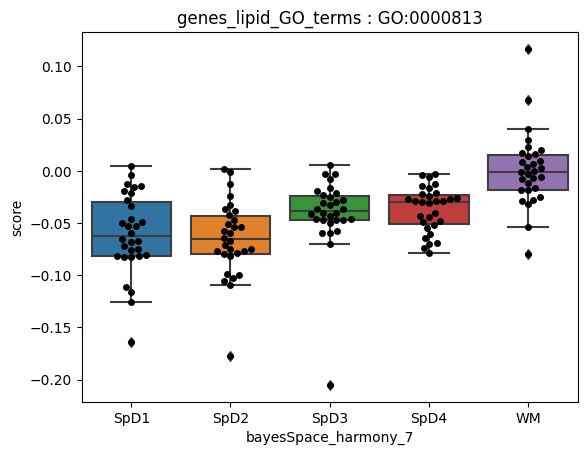 genes_lipid_GO_terms : GO:0000813
0.10
0.05
0.00
−0.05
−0.10
−0.15
−0.20
score
SpD1 SpD2 SpD3 SpD4 WM
bayesSpace_harmony_7